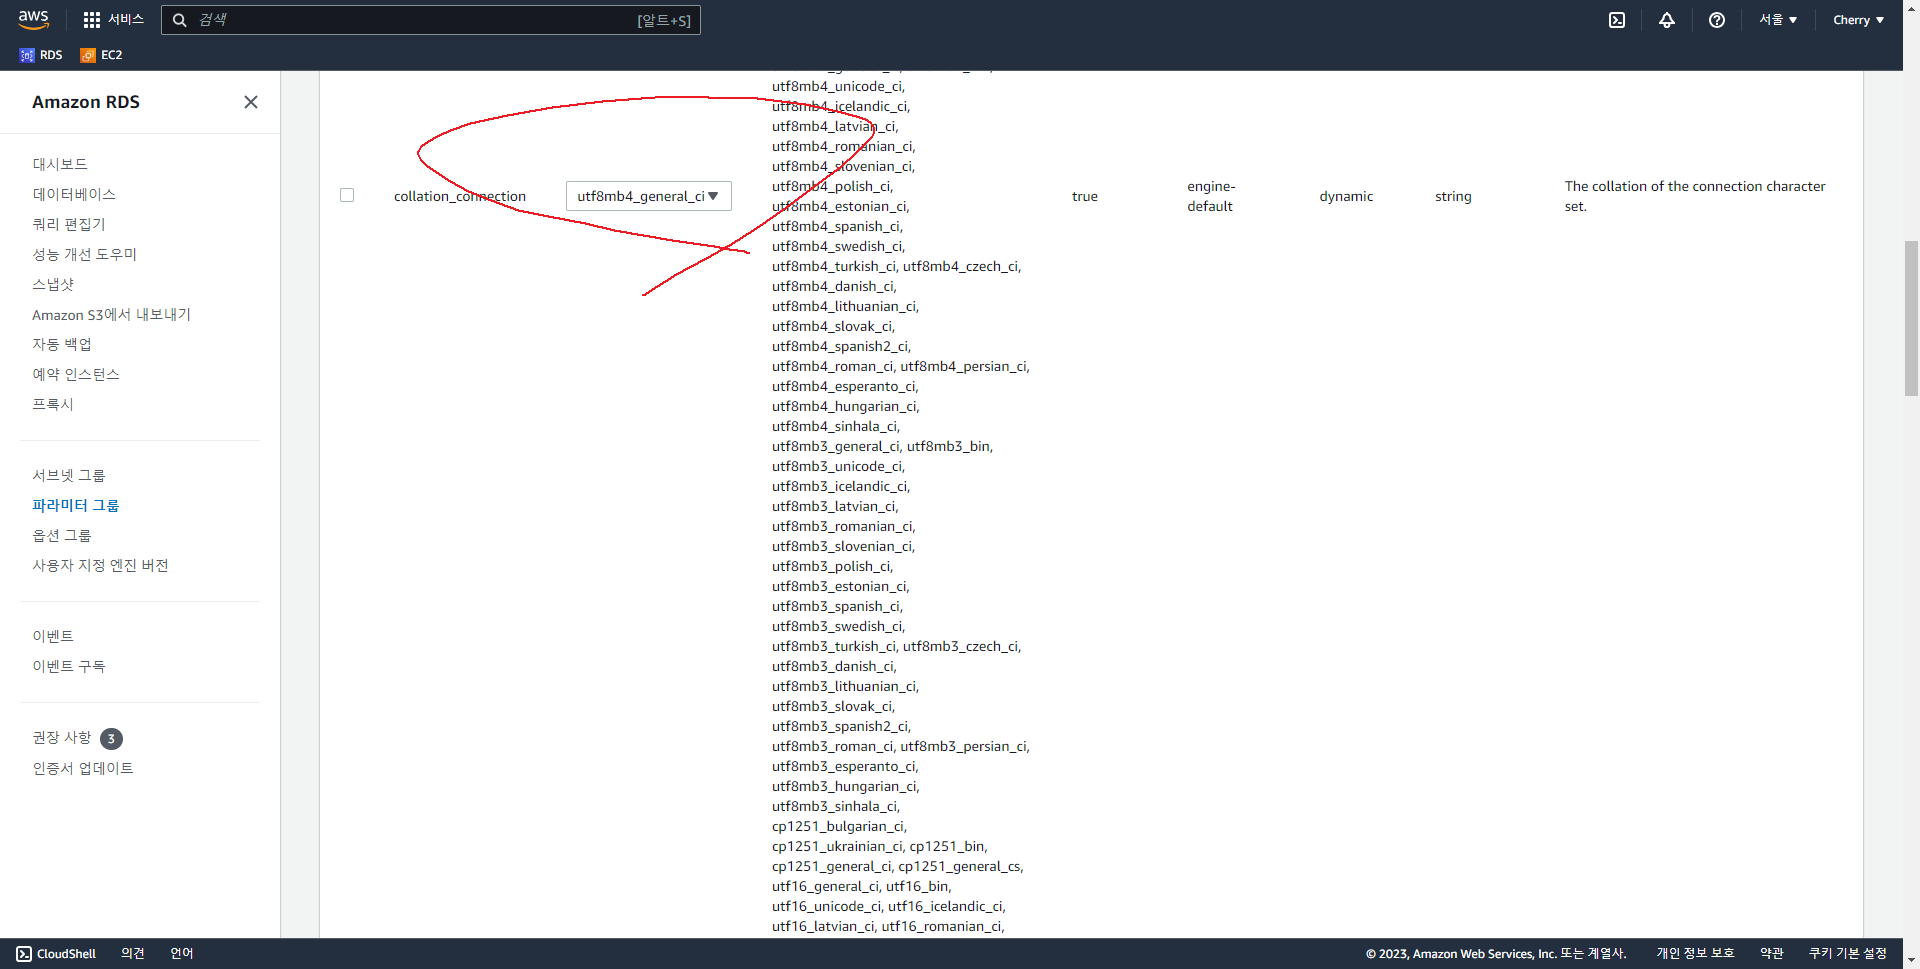 aws
서비스
검색
[알트+S]
서울 ▼
Cherry ▼
RDS
EC2
Amazon RDS
대시보드
데이터베이스
쿼리 편집기
성능 개선 도우미
스냅샷
Amazon S3에서 내보내기
자동 백업
예약 인스턴스
프록시
서브넷 그룹
파라미터 그룹
옵션 그룹
사용자 지정 엔진 버전
이벤트
이벤트 구독
권장 사항 3
인증서 업데이트
collation_connection
utf8mb4_general_ci ▼
utf8mb4_unicode_ci,
utf8mb4_icelandic_ci,
utf8mb4_latvian_ci,
utf8mb4_romanian_ci,
utf8mb4_slovenian_ci,
utf8mb4_polish_ci,
utf8mb4_estonian_ci,
utf8mb4_spanish_ci,
utf8mb4_swedish_ci,
utf8mb4_turkish_ci, utf8mb4_czech_ci,
utf8mb4_danish_ci,
utf8mb4_lithuanian_ci,
utf8mb4_slovak_ci,
utf8mb4_spanish2_ci,
utf8mb4_roman_ci, utf8mb4_persian_ci,
utf8mb4_esperanto_ci,
utf8mb4_hungarian_ci,
utf8mb4_sinhala_ci,
utf8mb3_general_ci, utf8mb3_bin,
utf8mb3_unicode_ci,
utf8mb3_icelandic_ci,
utf8mb3_latvian_ci,
utf8mb3_romanian_ci,
utf8mb3_slovenian_ci,
utf8mb3_polish_ci,
utf8mb3_estonian_ci,
utf8mb3_spanish_ci,
utf8mb3_swedish_ci,
utf8mb3_turkish_ci, utf8mb3_czech_ci,
utf8mb3_danish_ci,
utf8mb3_lithuanian_ci,
utf8mb3_slovak_ci,
utf8mb3_spanish2_ci,
utf8mb3_roman_ci, utf8mb3_persian_ci,
utf8mb3_esperanto_ci,
utf8mb3_hungarian_ci,
utf8mb3_sinhala_ci,
cp1251_bulgarian_ci,
cp1251_ukrainian_ci, cp1251_bin,
cp1251_general_ci, cp1251_general_cs,
utf16_general_ci, utf16_bin,
utf16_unicode_ci, utf16_icelandic_ci,
utf16_latvian_ci, utf16_romanian_ci,
true
engine-
default
dynamic
string
The collation of the connection character
set.
CloudShell
의견
언어
© 2023, Amazon Web Services, Inc. 또는 계열사.
개인 정보 보호
약관
쿠키 기본 설정